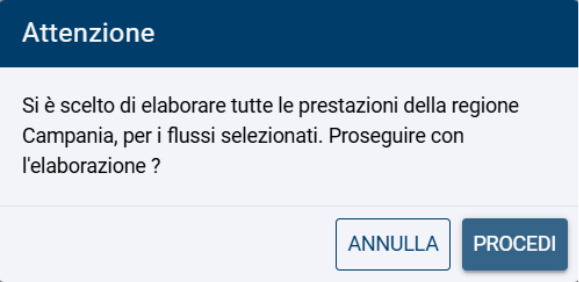 Attenzione
Si è scelto di elaborare tutte le prestazioni della regione
Campania, per i flussi selezionati. Proseguire con
l'elaborazione ?
ANNULLA PROCEDI